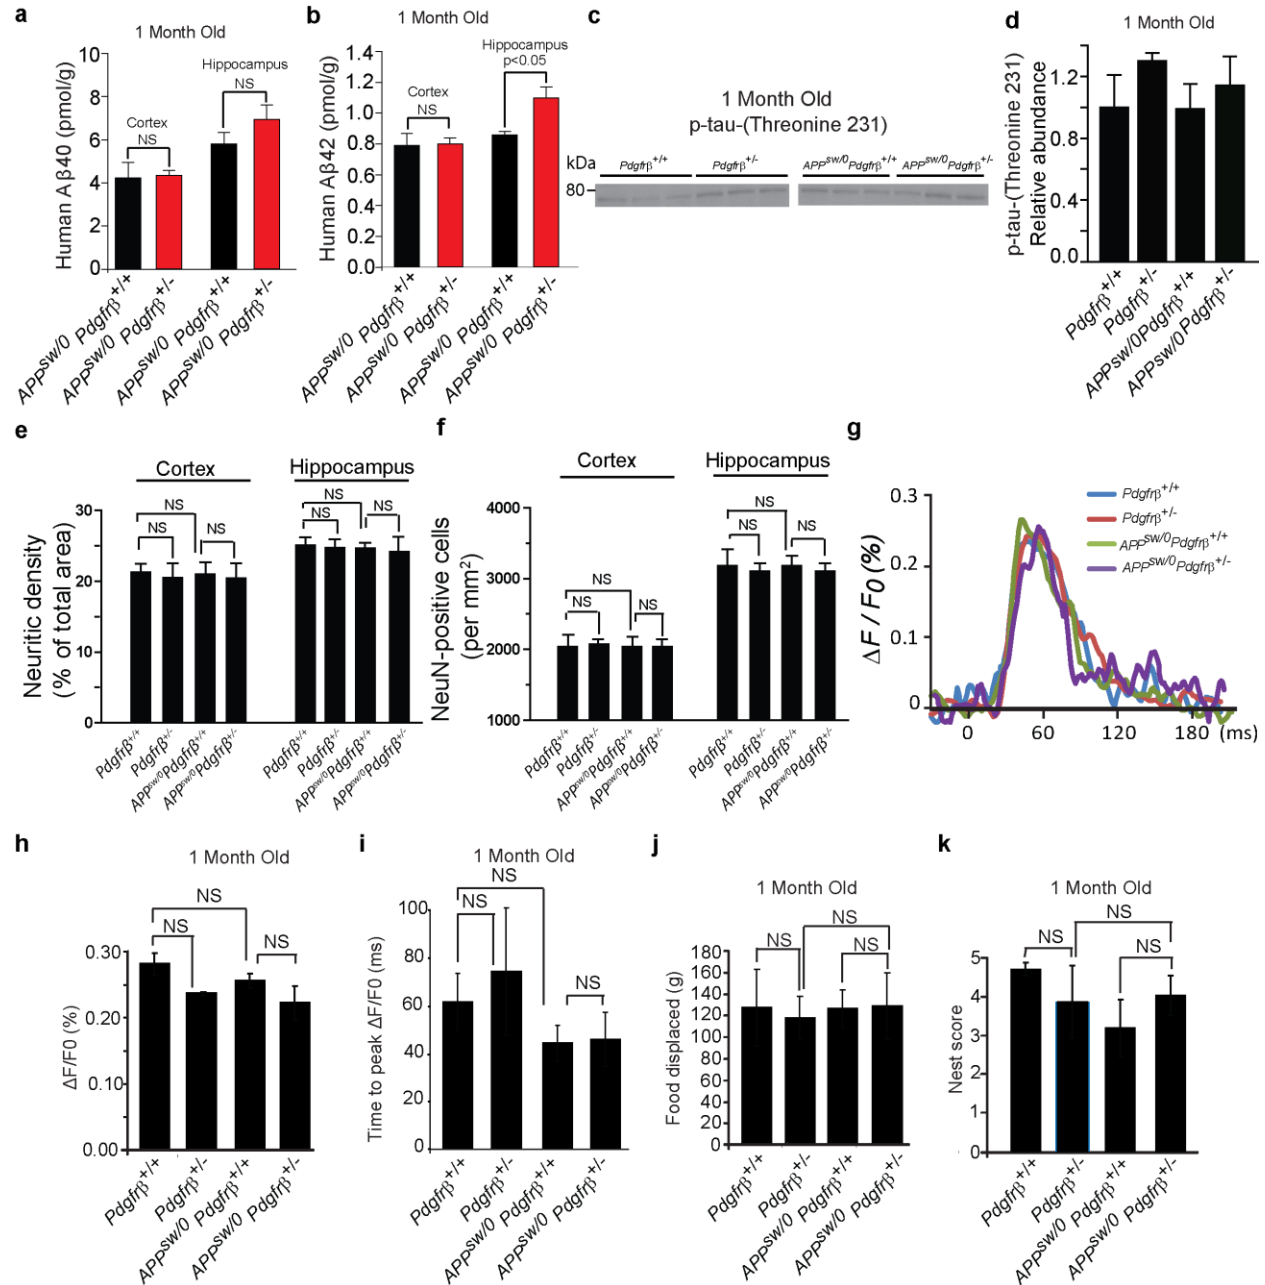 a
1 Month Old
Human Aβ40 (pmol/g)
10
8
6
4
2
0
Cortex
NS
Hippocampus
NS
APPsw/0 Pdgfrβ+/+
APPsw/0 Pdgfrβ+/-
APPsw/0 Pdgfrβ+/+
APPsw/0 Pdgfrβ+/-
b
1 Month Old
Human Aβ42 (pmol/g)
1.4
1.2
1.0
0.8
0.6
0.4
0.2
0.0
Cortex
NS
Hippocampus
p<0.05
APPsw/0 Pdgfrβ+/+
APPsw/0 Pdgfrβ+/-
APPsw/0 Pdgfrβ+/+
APPsw/0 Pdgfrβ+/-
c
1 Month Old
p-tau-(Threonine 231)
kDa
80
Pdgfrβ+/+
Pdgfrβ+/-
APPsw/0Pdgfrβ+/+
APPsw/0Pdgfrβ+/-
d
1 Month Old
p-tau-(Threonine 231)
Relative abundance
1.2
0.8
0.4
0.0
Pdgfrβ+/+
Pdgfrβ+/-
APPsw/0Pdgfrβ+/+
APPsw/0Pdgfrβ+/-
e
Cortex
Hippocampus
Neuritic density
(% of total area)
30
20
10
0
NS
NS
NS
NS
NS
NS
Pdgfrβ+/+
Pdgfrβ+/-
APPsw/0Pdgfrβ+/+
APPsw/0Pdgfrβ+/-
Pdgfrβ+/+
Pdgfrβ+/-
APPsw/0Pdgfrβ+/+
APPsw/0Pdgfrβ+/-
f
Cortex
Hippocampus
NeuN-positive cells
(per mm2)
4000
3000
2000
1000
NS
NS
NS
NS
NS
NS
Pdgfrβ+/+
Pdgfrβ+/-
APPsw/0Pdgfrβ+/+
APPsw/0Pdgfrβ+/-
Pdgfrβ+/+
Pdgfrβ+/-
APPsw/0Pdgfrβ+/+
APPsw/0Pdgfrβ+/-
g
ΔF / F0 (%)
0.3
0.2
0.1
0
Pdgfrβ+/+
Pdgfrβ+/-
APPsw/0Pdgfrβ+/+
APPsw/0Pdgfrβ+/-
0 60 120 180 (ms)
h
1 Month Old
ΔF/F0 (%)
0.30
0.20
0.10
0.00
NS
NS
NS
Pdgfrβ+/+
Pdgfrβ+/-
APPsw/0 Pdgfrβ+/+
APPsw/0 Pdgfrβ+/-
i
1 Month Old
Time to peak ΔF/F0 (ms)
100
80
60
40
20
0
NS
NS
NS
Pdgfrβ+/+
Pdgfrβ+/-
APPsw/0 Pdgfrβ+/+
APPsw/0 Pdgfrβ+/-
j
1 Month Old
Food displaced (g)
180
160
140
120
100
80
60
40
20
0
NS
NS
NS
Pdgfrβ+/+
Pdgfrβ+/-
APPsw/0 Pdgfrβ+/+
APPsw/0 Pdgfrβ+/-
k
1 Month Old
Nest score
5
4
3
2
1
0
NS
NS
NS
Pdgfrβ+/+
Pdgfrβ+/-
APPsw/0 Pdgfrβ+/+
APPsw/0 Pdgfrβ+/-